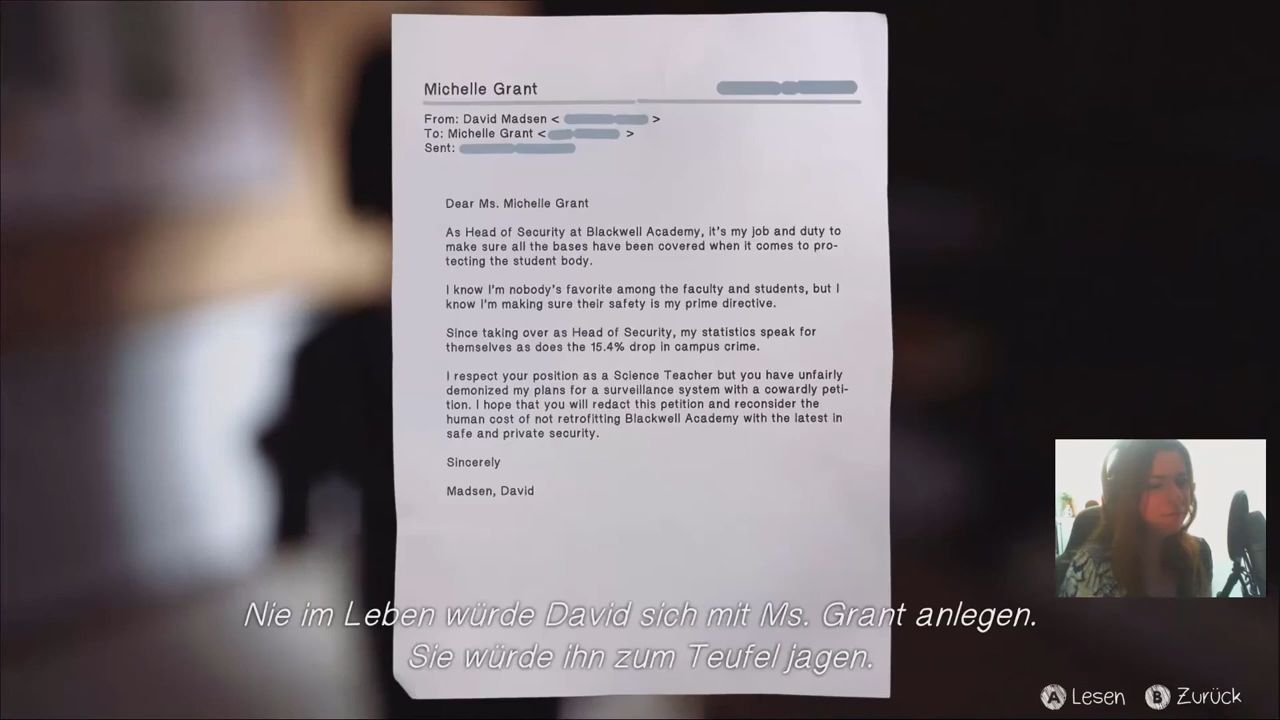 Michelle Grant
From: David Madsen < >
To: Michelle Grant < >
Sent:
Dear Ms. Michelle Grant
As Head of Security at Blackwell Academy, it's my job and duty to
make sure all the bases have been covered when it comes to pro-
tecting the student body.
I know I'm nobody's favorite among the faculty and students, but I
know I'm making sure their safety is my prime directive.
Since taking over as Head of Security, my statistics speak for
themselves as does the 15.4% drop in campus crime.
I respect your position as a Science Teacher but you have unfairly
demonized my plans for a surveillance system with a cowardly peti-
tion. I hope that you will redact this petition and reconsider the
human cost of not retrofitting Blackwell Academy with the latest in
safe and private security.
Sincerely
Madsen, David
Nie im Leben würde David sich mit Ms. Grant anlegen.
Sie würde ihn zum Teufel jagen.
A Lesen B Zurück